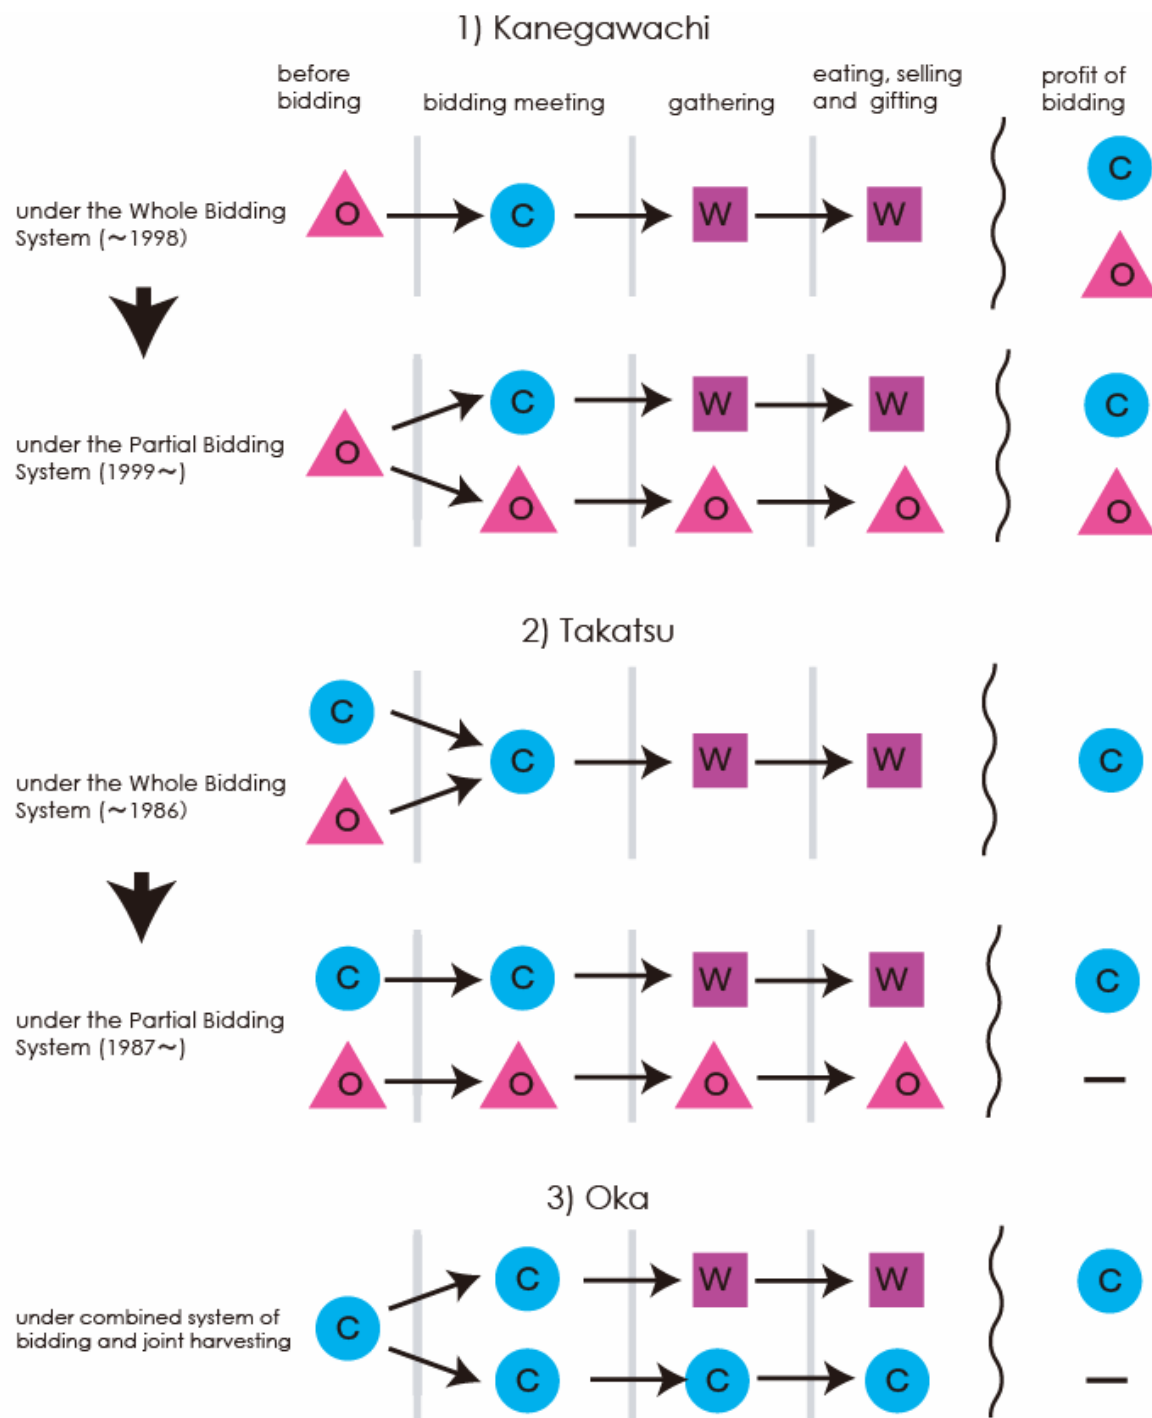 1) Kanegawachi
before
bidding
bidding meeting
gathering
eating, selling
and gifting
profit of
bidding
under the Whole Bidding
System (~1998)
O
C
W
W
C
O
under the Partial Bidding
System (1999~)
O
C
W
W
C
O
O
O
O
2) Takatsu
under the Whole Bidding
System (~1986)
C
O
C
W
W
C
under the Partial Bidding
System (1987~)
C
C
W
W
C
O
O
O
O
–
3) Oka
under combined system of
bidding and joint harvesting
C
C
W
W
C
C
C
C
–